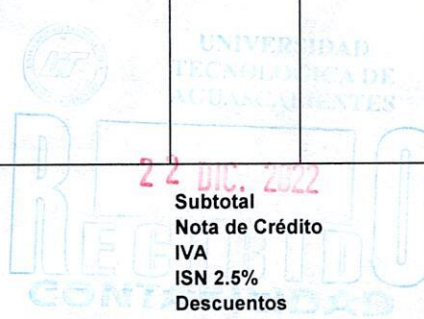 UNIVERSIDAD
TECNOLÓGICA DE
AGUASCALIENTES
22 DIC. 2022
RECIBIDO
Subtotal
Nota de Crédito
IVA
ISN 2.5%
Descuentos
CONTABILIDAD